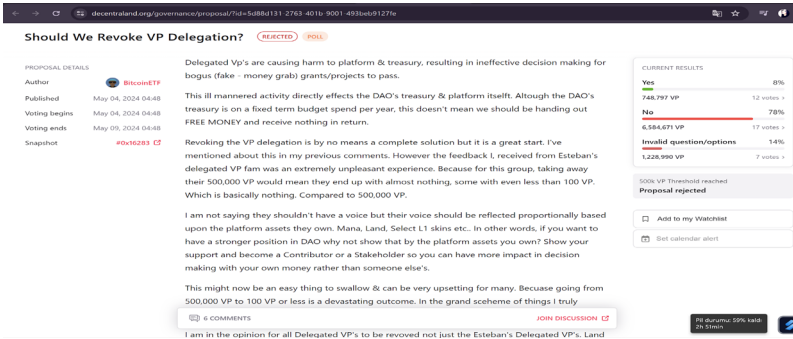 decentraland.org/governance/proposal/?id=5d88d131-2763-401b-9001-493beb9127fe
Should We Revoke VP Delegation?
REJECTED
POLL
PROPOSAL DETAILS
Author BitcoinETF
Published May 04, 2024 04:48
Voting begins May 04, 2024 04:48
Voting ends May 09, 2024 04:48
Snapshot #0x16283
Delegated Vp's are causing harm to platform & treasury, resulting in ineffective decision making for
bogus (fake - money grab) grants/projects to pass.
This ill mannered activity directly effects the DAO's treasury & platform itselft. Altough the DAO's
treasury is on a fixed term budget spend per year, this doesn't mean we should be handing out
FREE MONEY and receive nothing in return.
Revoking the VP delegation is by no means a complete solution but it is a great start. I've
mentioned about this in my previous comments. However the feedback I, received from Esteban's
delegated VP fam was an extremely unpleasant experience. Because for this group, taking away
their 500,000 VP would mean they end up with almost nothing, some with even less than 100 VP.
Which is basically nothing. Compared to 500,000 VP.
I am not saying they shouldn't have a voice but their voice should be reflected proportionally based
upon the platform assets they own. Mana, Land, Select L1 skins etc.. In other words, if you want to
have a stronger position in DAO why not show that by the platform assets you own? Show your
support and become a Contributor or a Stakeholder so you can have more impact in decision
making with your own money rather than someone else's.
This might now be an easy thing to swallow & can be very upsetting for many. Becuase going from
500,000 VP to 100 VP or less is a devastating outcome. In the grand sceheme of things I truly
6 COMMENTS
JOIN DISCUSSION
I am in the opinion for all Delegated VP's to be revoved not just the Esteban's Delegated VP's. Land
CURRENT RESULTS
Yes 8%
748,797 VP 12 votes >
No 78%
6,584,671 VP 17 votes >
Invalid question/options 14%
1,228,990 VP 7 votes >
500k VP Threshold reached
Proposal rejected
Add to my Watchlist
Set calendar alert
Pil durumu: 59% kaldı
2h 51min